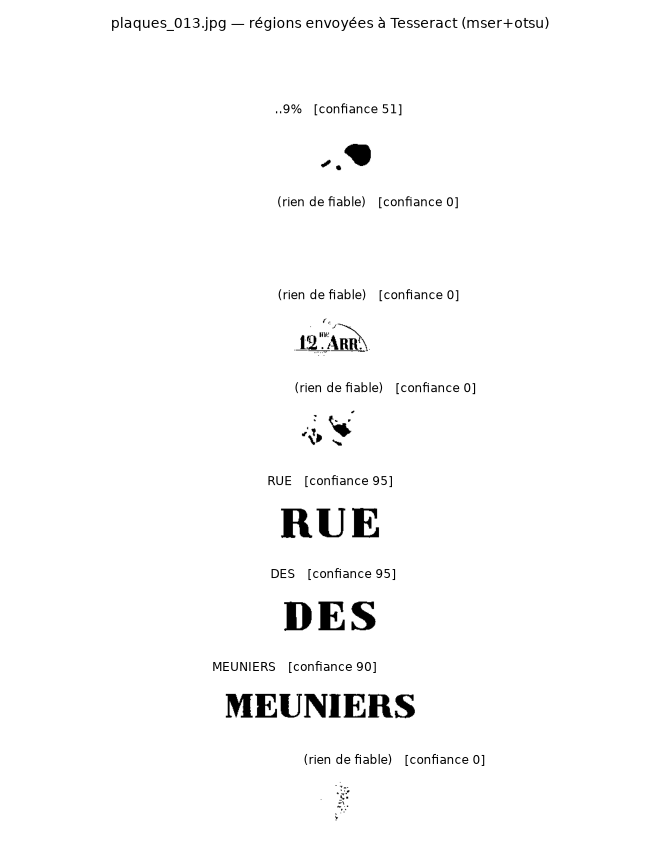 plaques_013.jpg — régions envoyées à Tesseract (mser+otsu)
..9% [confiance 51]
(rien de fiable) [confiance 0]
(rien de fiable) [confiance 0]
12me ARRt
(rien de fiable) [confiance 0]
RUE [confiance 95]
RUE
DES [confiance 95]
DES
MEUNIERS [confiance 90]
MEUNIERS
(rien de fiable) [confiance 0]